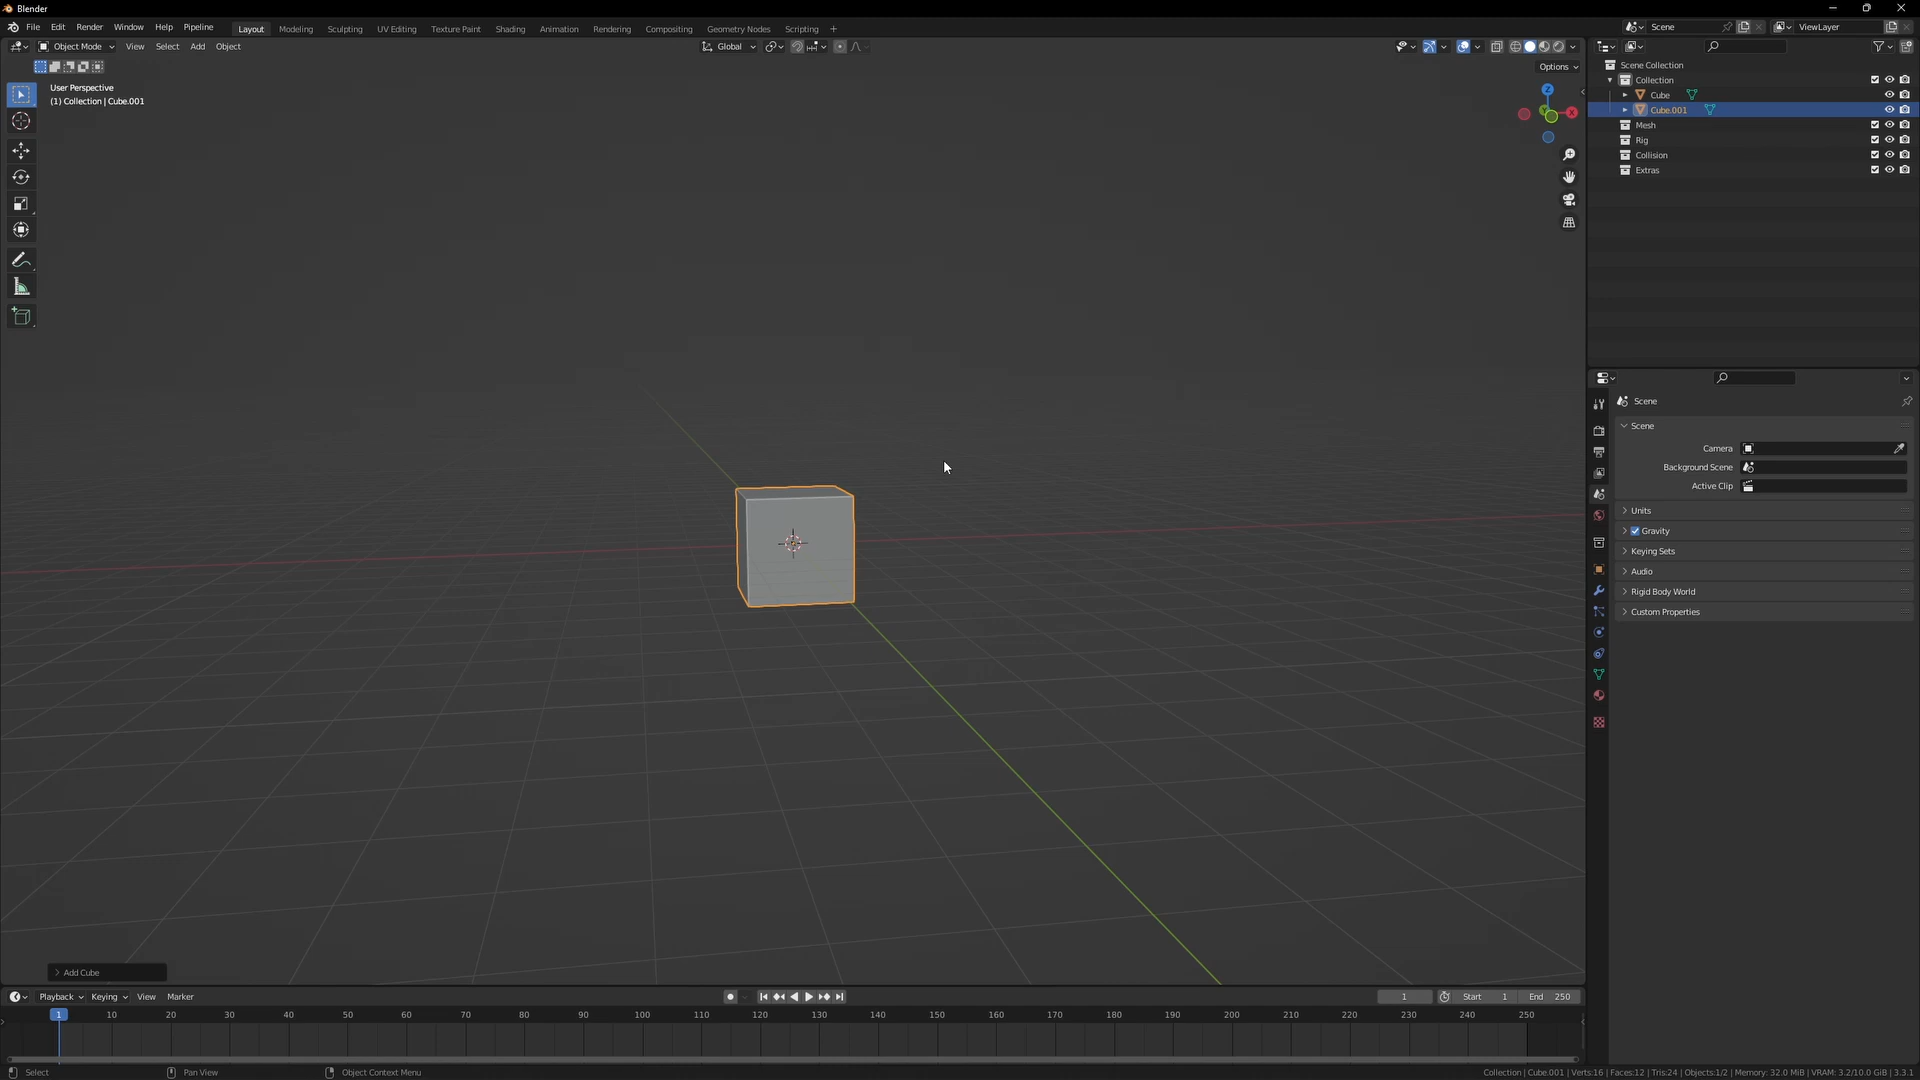 Blender
File Edit Render Window Help Pipeline Layout Modeling Sculpting UV Editing Texture Paint Shading Animation Rendering Compositing Geometry Nodes Scripting + Scene ViewLayer
Object Mode View Select Add Object Global
Options
User Perspective
(1) Collection | Cube.001
Z
X
Y
Scene Collection
Collection
Cube
Cube.001
Mesh
Rig
Collision
Extras
Scene
Scene
Camera
Background Scene
Active Clip
Units
Gravity
Keying Sets
Audio
Rigid Body World
Custom Properties
Add Cube
Playback Keying View Marker 1 Start 1 End 250
1 10 20 30 40 50 60 70 80 90 100 110 120 130 140 150 160 170 180 190 200 210 220 230 240 250
Select Pan View Object Context Menu Collection | Cube.001 | Verts:16 | Faces:12 | Tris:24 | Objects:1/2 | Memory: 32.0 MiB | VRAM: 3.2/10.0 GiB | 3.3.1